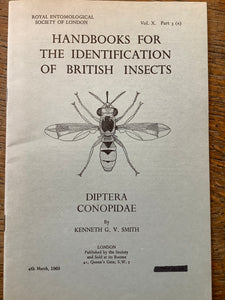 ROYAL ENTOMOLOGICAL
SOCIETY OF LONDON
Vol. X. Part 3 (a)
HANDBOOKS FOR
THE IDENTIFICATION
OF BRITISH INSECTS
DIPTERA
CONOPIDAE
By
KENNETH G. V. SMITH
LONDON
Published by the Society
and Sold at its Rooms
41, Queen's Gate, S.W. 7
4th March, 1969